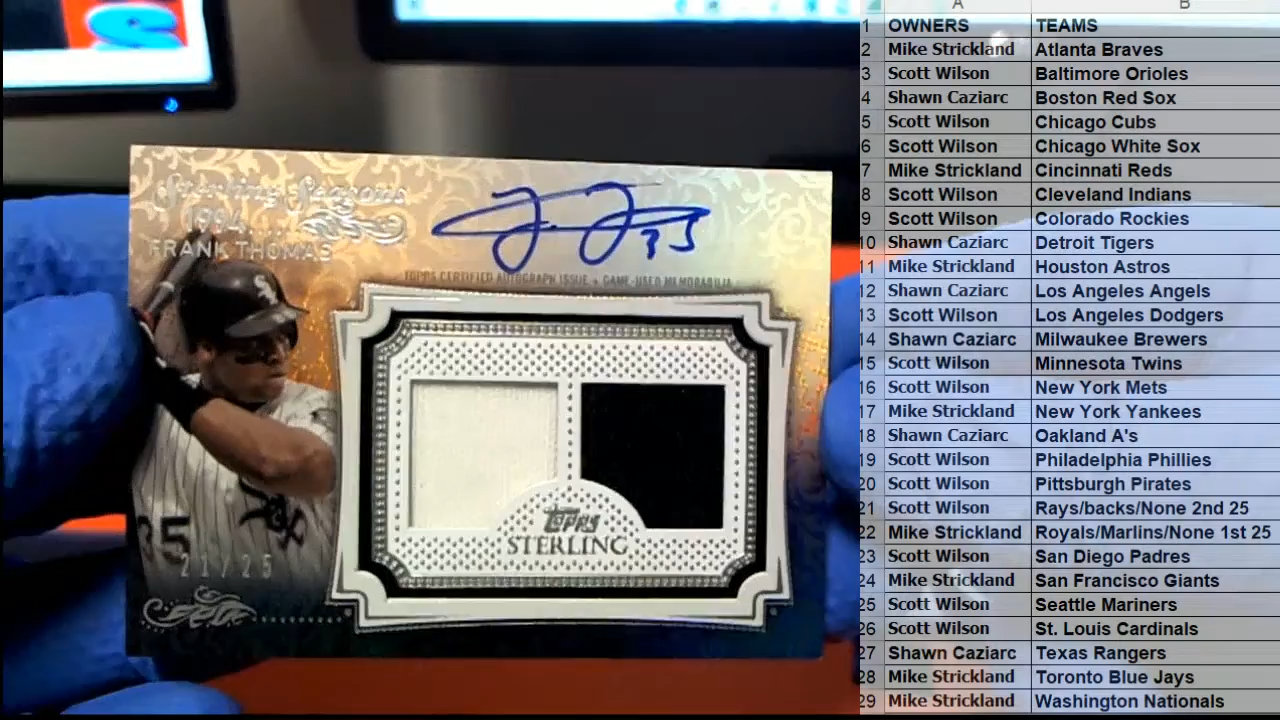 Sterling Seasons
1994
FRANK THOMAS
35
TOPPS CERTIFIED AUTOGRAPH ISSUE GAME-USED MEMORABILIA
Topps
STERLING
35
21/25
A B
1 OWNERS TEAMS
2 Mike Strickland Atlanta Braves
3 Scott Wilson Baltimore Orioles
4 Shawn Caziarc Boston Red Sox
5 Scott Wilson Chicago Cubs
6 Scott Wilson Chicago White Sox
7 Mike Strickland Cincinnati Reds
8 Scott Wilson Cleveland Indians
9 Scott Wilson Colorado Rockies
10 Shawn Caziarc Detroit Tigers
11 Mike Strickland Houston Astros
12 Shawn Caziarc Los Angeles Angels
13 Scott Wilson Los Angeles Dodgers
14 Shawn Caziarc Milwaukee Brewers
15 Scott Wilson Minnesota Twins
16 Scott Wilson New York Mets
17 Mike Strickland New York Yankees
18 Shawn Caziarc Oakland A's
19 Scott Wilson Philadelphia Phillies
20 Scott Wilson Pittsburgh Pirates
21 Scott Wilson Rays/backs/None 2nd 25
22 Mike Strickland Royals/Marlins/None 1st 25
23 Scott Wilson San Diego Padres
24 Mike Strickland San Francisco Giants
25 Scott Wilson Seattle Mariners
26 Scott Wilson St. Louis Cardinals
27 Shawn Caziarc Texas Rangers
28 Mike Strickland Toronto Blue Jays
29 Mike Strickland Washington Nationals